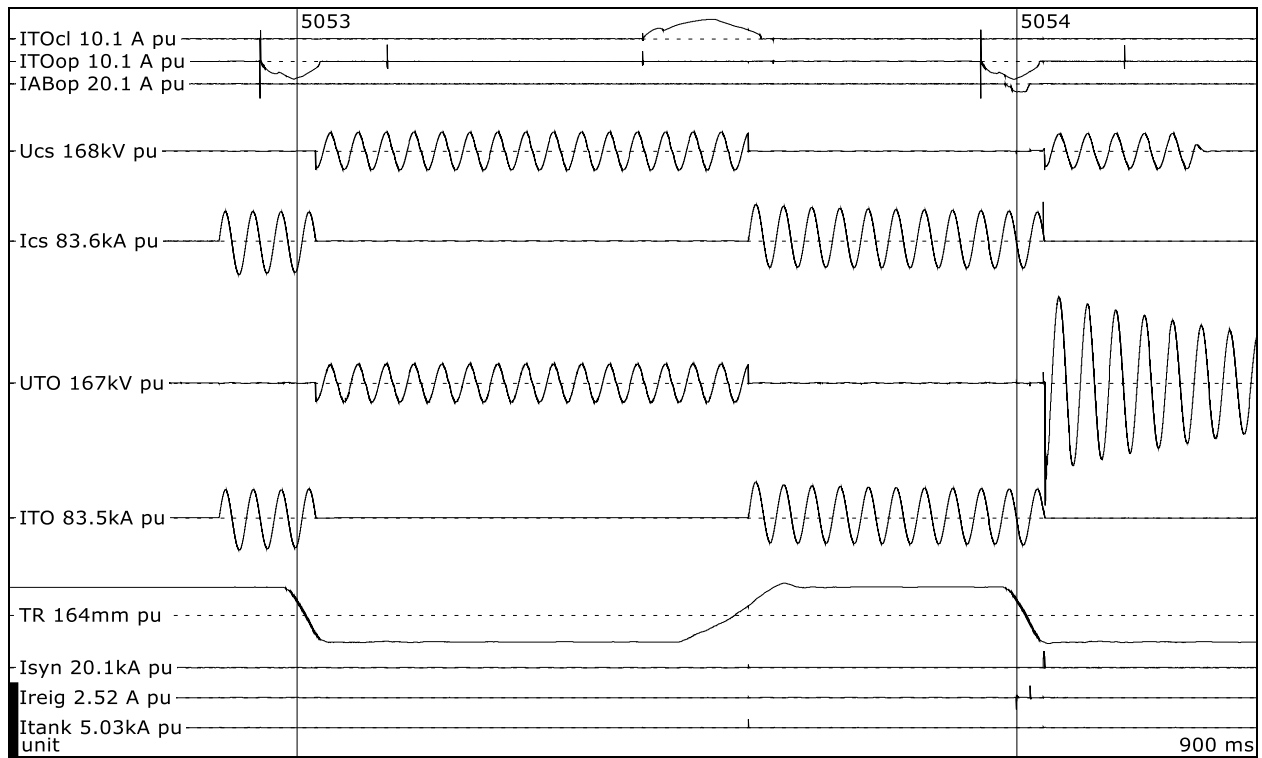 5053
5054
ITOcl 10.1 A pu
ITOop 10.1 A pu
IABop 20.1 A pu
Ucs 168kV pu
Ics 83.6kA pu
UTO 167kV pu
ITO 83.5kA pu
TR 164mm pu
Isyn 20.1kA pu
Ireig 2.52 A pu
Itank 5.03kA pu
unit
900 ms